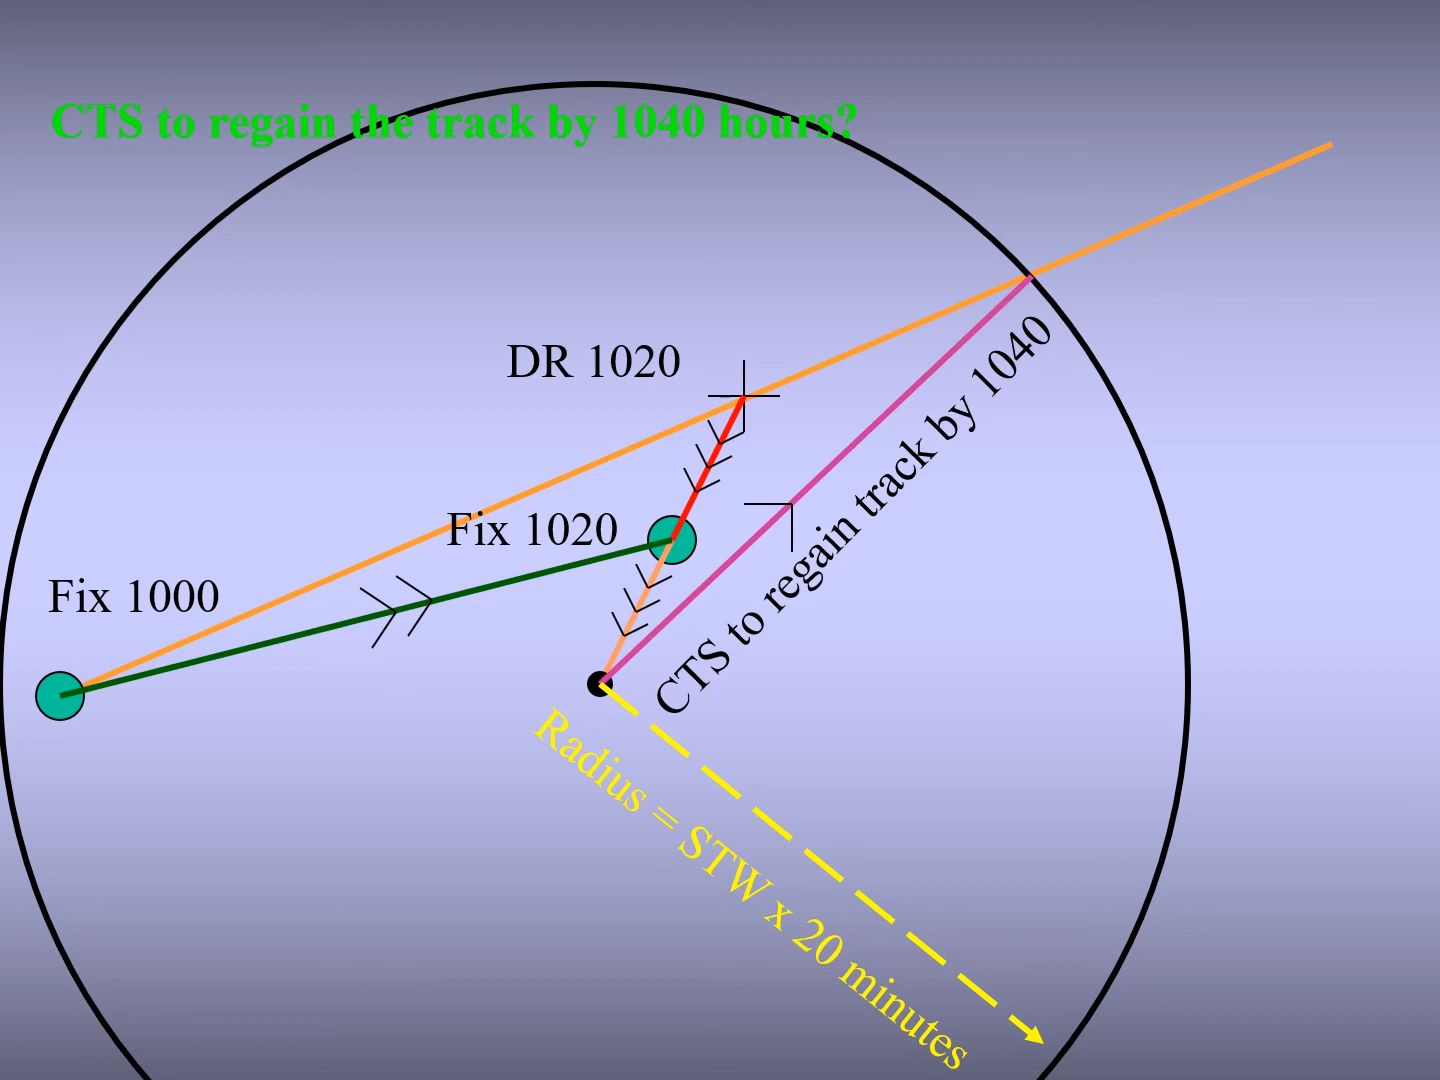 CTS to regain the track by 1040 hours?
DR 1020
Fix 1020
Fix 1000
CTS to regain track by 1040
Radius = STW x 20 minutes